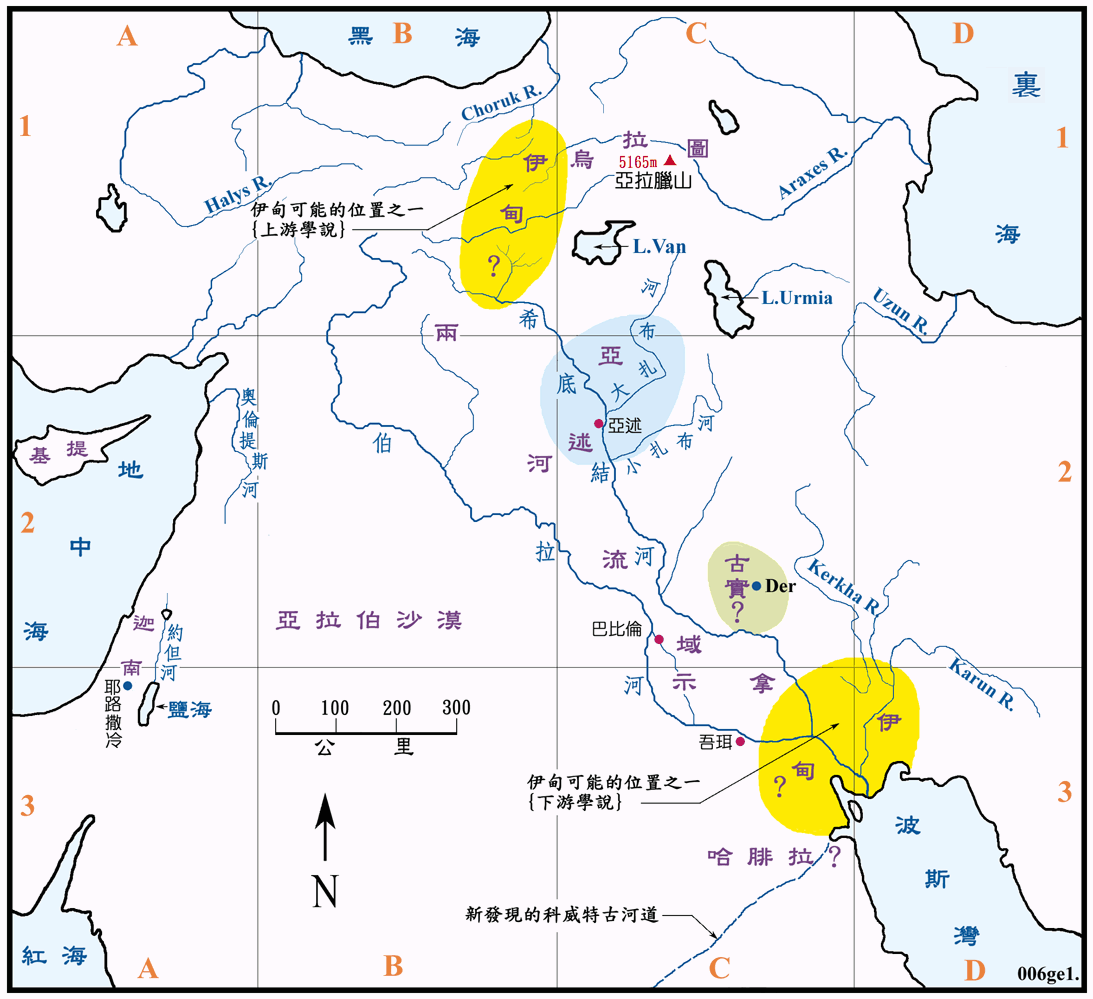 A
B
C
D
黑海
裏海
1
1
Choruk R.
伊甸?
烏拉圖
5165m
亞拉臘山
Araxes R.
Halys R.
伊甸可能的位置之一
{上游學說}
L.Van
L.Urmia
Uzun R.
大扎布河
小扎布河
希底結河
兩河流域
亞述
亞述
奧倫提斯河
基提
地中海
2
2
伯拉河
古實?
Der
Kerkha R.
Karun R.
亞拉伯沙漠
巴比倫
示拿
迦南
約但河
耶路撒冷
鹽海
0 100 200 300
公里
吾珥
伊甸?
伊甸可能的位置之一
{下游學說}
3
3
N
哈腓拉?
新發現的科威特古河道
波斯灣
紅海
A
B
C
D
006ge1.